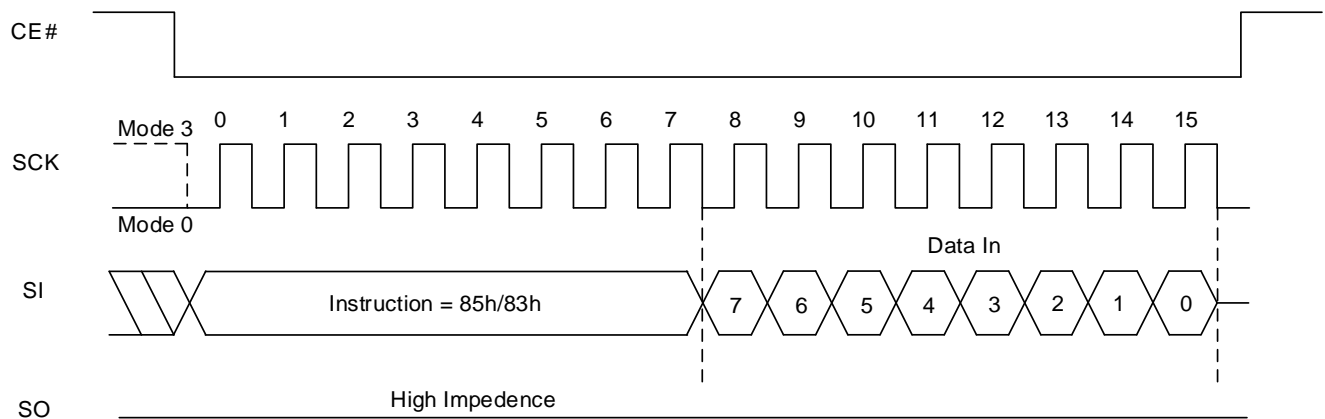 CE#
Mode 3 0 1 2 3 4 5 6 7 8 9 10 11 12 13 14 15
SCK
Mode 0
Data In
SI Instruction = 85h/83h 7 6 5 4 3 2 1 0
High Impedence
SO